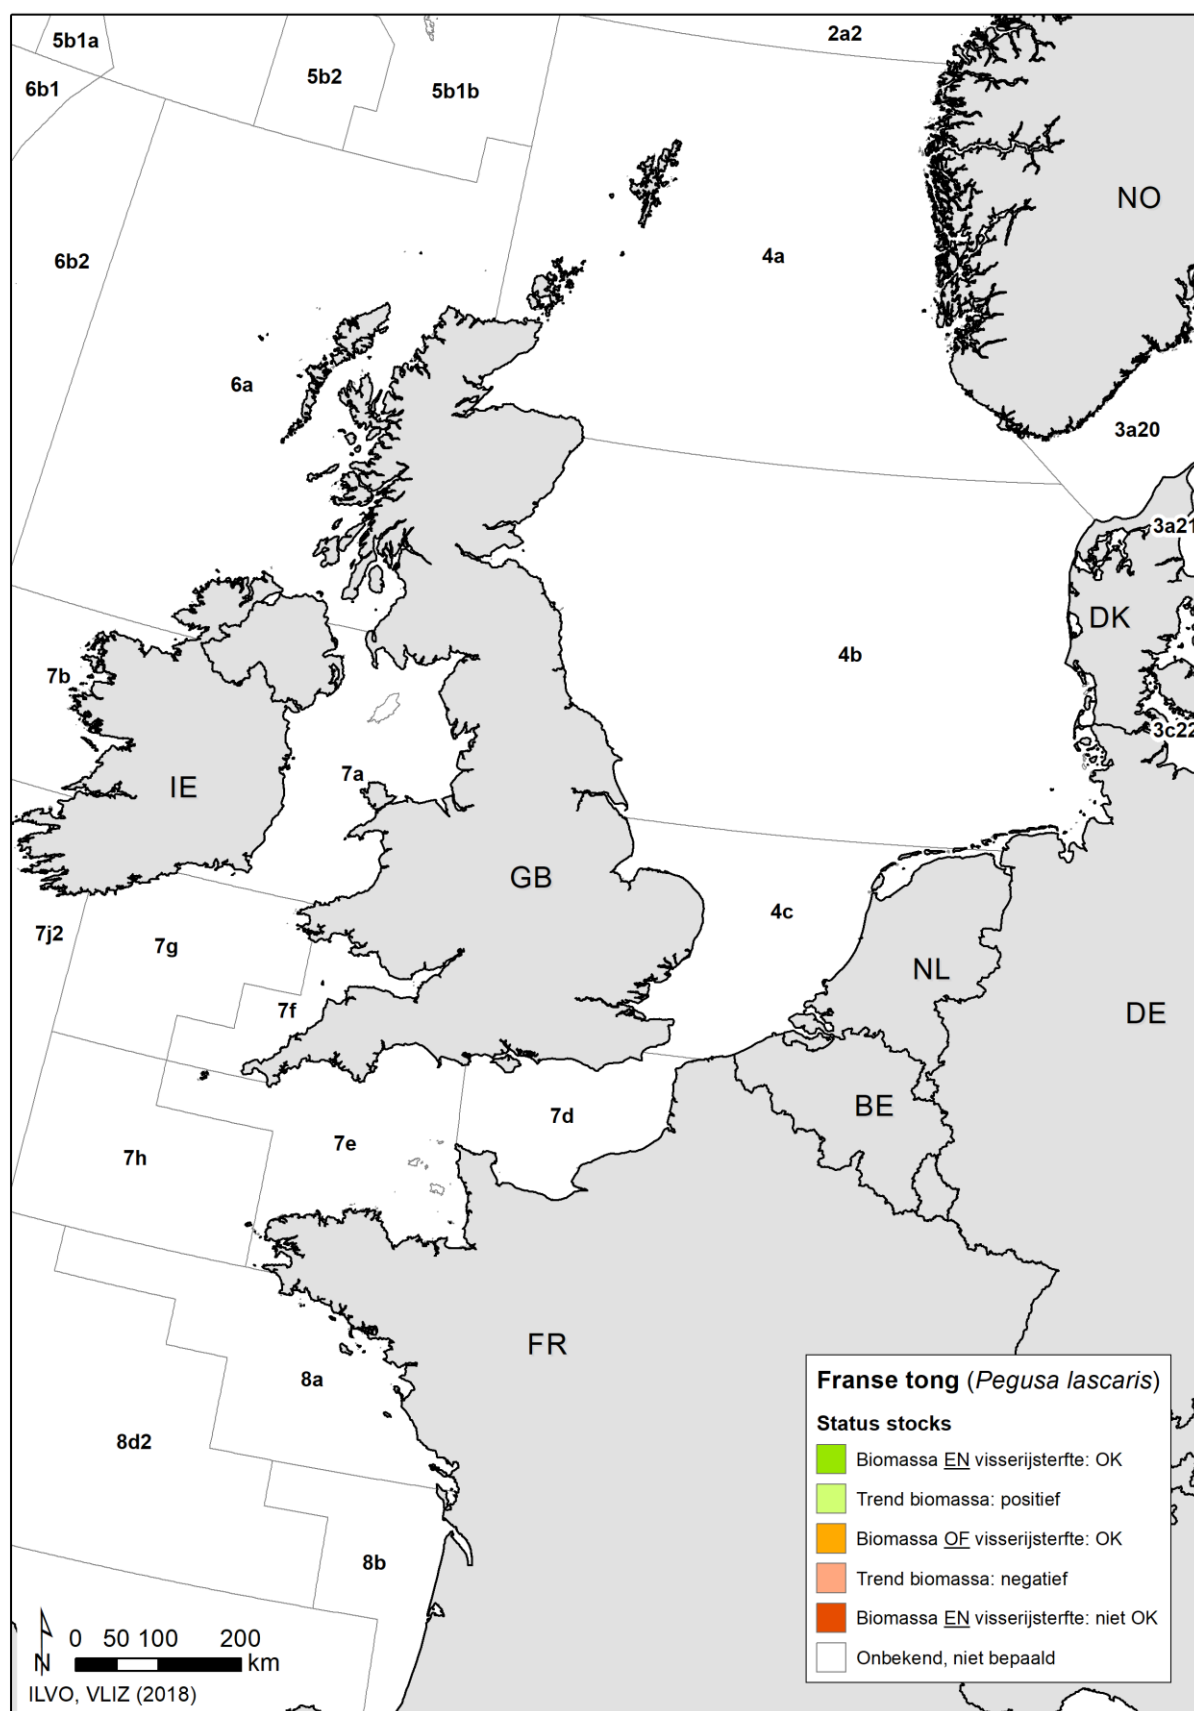 2a2
5b1a
5b2
6b1
5b1b
NO
4a
6b2
6a
3a20
3a21
DK
4b
7b
3c22
7a
IE
GB
4c
7j2
7g
NL
7f
DE
BE
7d
7e
7h
FR
8a
8d2
8b
Franse tong (Pegusa lascaris)
Status stocks
Biomassa EN visserijsterfte: OK
Trend biomassa: positief
Biomassa OF visserijsterfte: OK
Trend biomassa: negatief
Biomassa EN visserijsterfte: niet OK
Onbekend, niet bepaald
0 50 100 200
km
N
ILVO, VLIZ (2018)